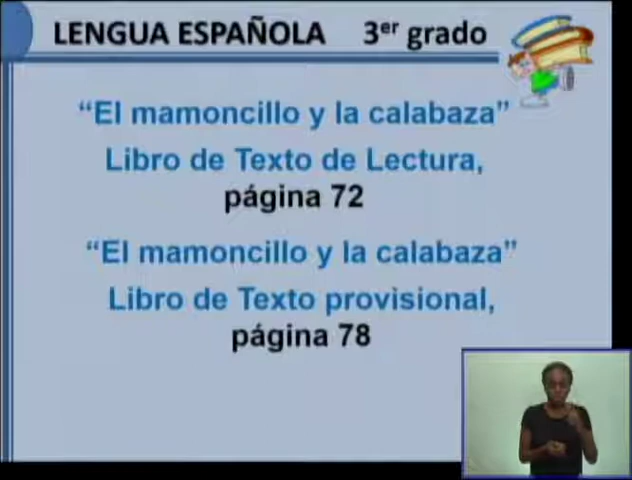 LENGUA ESPAÑOLA 3er grado
“El mamoncillo y la calabaza”
Libro de Texto de Lectura,
página 72
“El mamoncillo y la calabaza”
Libro de Texto provisional,
página 78